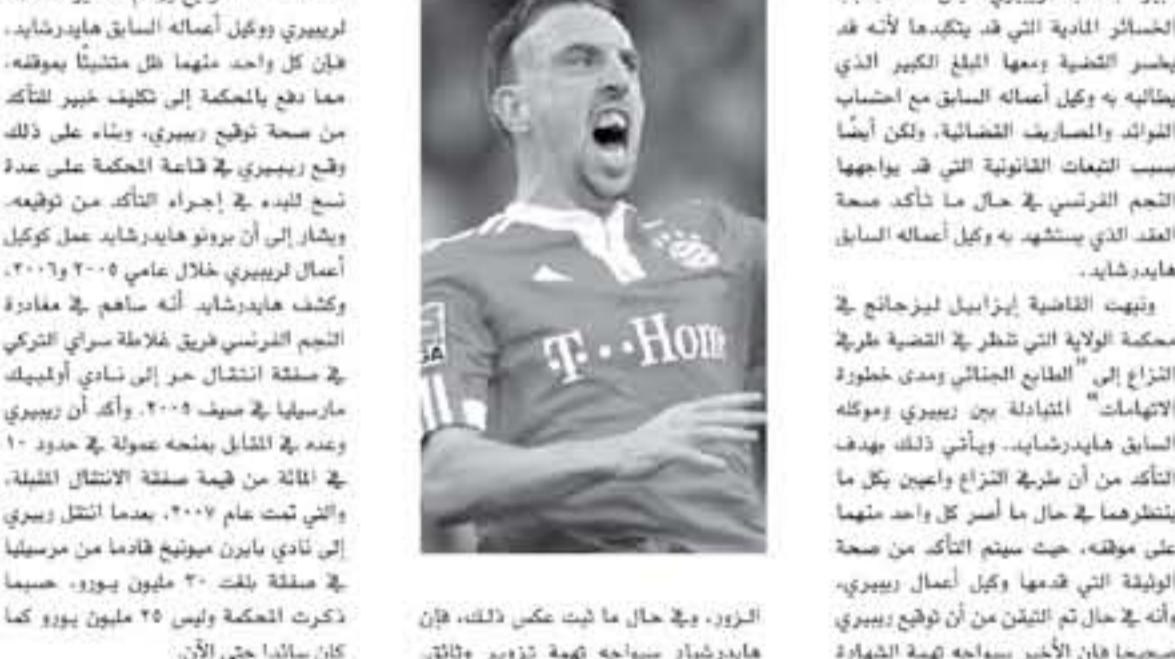 الخسائر المادية التي قد يتكبدها لأنه قد
يخسر القضية ومعها المبلغ الكبير الذي
يطالبه به وكيل أعماله السابق مع احتساب
الفوائد والمصاريف القضائية، ولكن أيضًا
بسبب التبعات القانونية التي قد يواجهها
النجم الفرنسي في حال ما تأكد صحة
العقد الذي يستشهد به وكيل أعماله السابق
هايدرشايد.
ونبهت القاضية إيزابيل ليزجانج في
محكمة الولاية التي تنظر في القضية طرفي
النزاع إلى "الطابع الجنائي ومدى خطورة
الاتهامات" المتبادلة بين ريبيري وموكله
السابق هايدرشايد. ويأتي ذلك بهدف
التأكد من أن طرفي النزاع واعيين بكل ما
ينتظرهما في حال ما أصر كل واحد منهما
على موقفه، حيث سيتم التأكد من صحة
الوثيقة التي قدمها وكيل أعمال ريبيري،
وأنه في حال تم التيقن من أن توقيع ريبيري
صحيحا فإن الأخير سيواجه تهمة الشهادة
T··Hom
GA
الزور، وفي حال ما ثبت عكس ذلك، فإن
هايدرشيار سيواجه تهمة تزوير وثائق.
لريبيري ووكيل أعماله السابق هايدرشايد،
فإن كل واحد منهما ظل متشبثًا بموقفه،
مما دفع بالمحكمة إلى تكليف خبير للتأكد
من صحة توقيع ريبيري، وبناء على ذلك
وقع ريبيري في قاعة المحكمة على عدة
نسخ للبدء في إجراء التأكد من توقيعه.
ويشار إلى أن برونو هايدرشايد عمل كوكيل
أعمال لريبيري خلال عامي ٢٠٠٥ و٢٠٠٦،
وكشف هايدرشايد أنه ساهم في مغادرة
النجم الفرنسي فريق غلاطة سراي التركي
في صفقة انتقال حر إلى نادي أولمبيك
مارسيليا في صيف ٢٠٠٥. وأكد أن ريبيري
وعده في المقابل بمنحه عمولة في حدود ١٠
في المائة من قيمة صفقة الانتقال المقبلة،
والتي تمت عام ٢٠٠٧، بعدما انتقل ريبيري
إلى نادي بايرن ميونيخ قادما من مرسيليا
في صفقة بلغت ٣٠ مليون يورو، حسبما
ذكرت المحكمة وليس ٢٥ مليون يورو كما
كان سائدا حتى الآن.